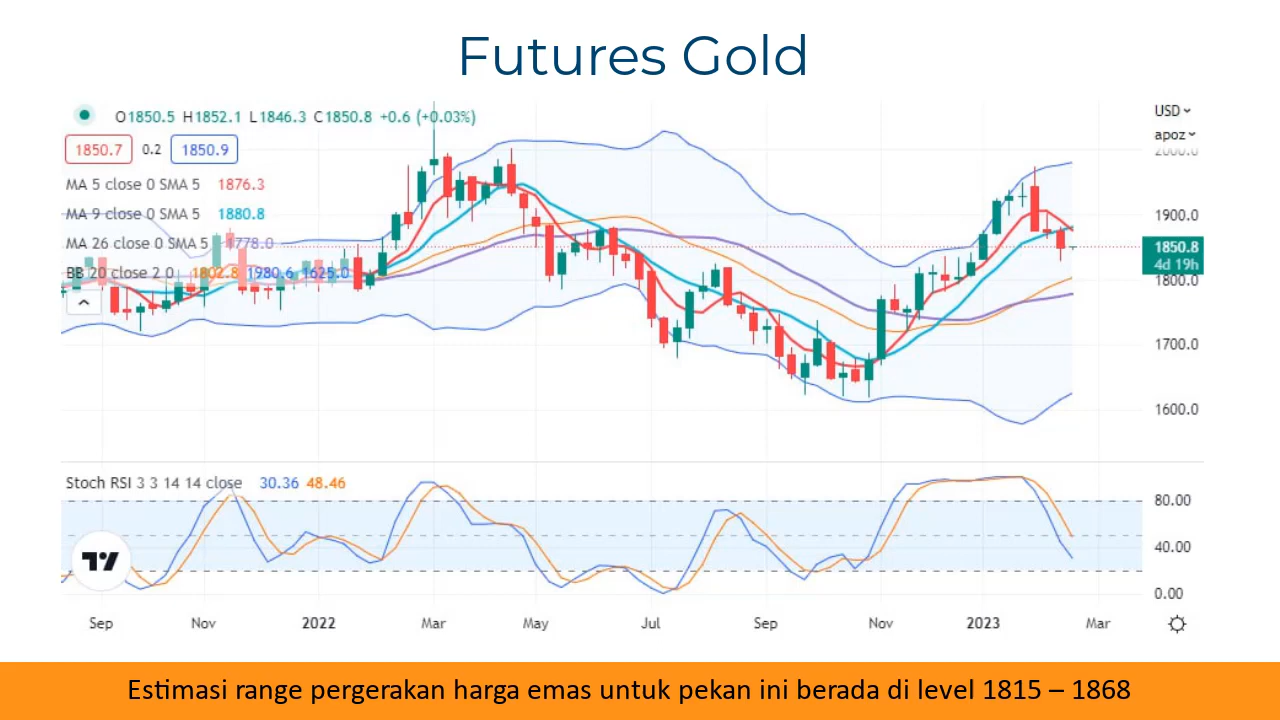 Futures Gold
O1850.5 H1852.1 L1846.3 C1850.8 +0.6 (+0.03%)
1850.7 0.2 1850.9
MA 5 close 0 SMA 5 1876.3
MA 9 close 0 SMA 5 1880.8
MA 26 close 0 SMA 5 1778.0
BB 20 close 2 0 1802.8 1980.6 1625.0
USD
apoz
2000.0
1900.0
1850.8
4d 19h
1800.0
1700.0
1600.0
Stoch RSI 3 3 14 14 close 30.36 48.46
80.00
40.00
0.00
Sep Nov 2022 Mar May Jul Sep Nov 2023 Mar
Estimasi range pergerakan harga emas untuk pekan ini berada di level 1815 – 1868